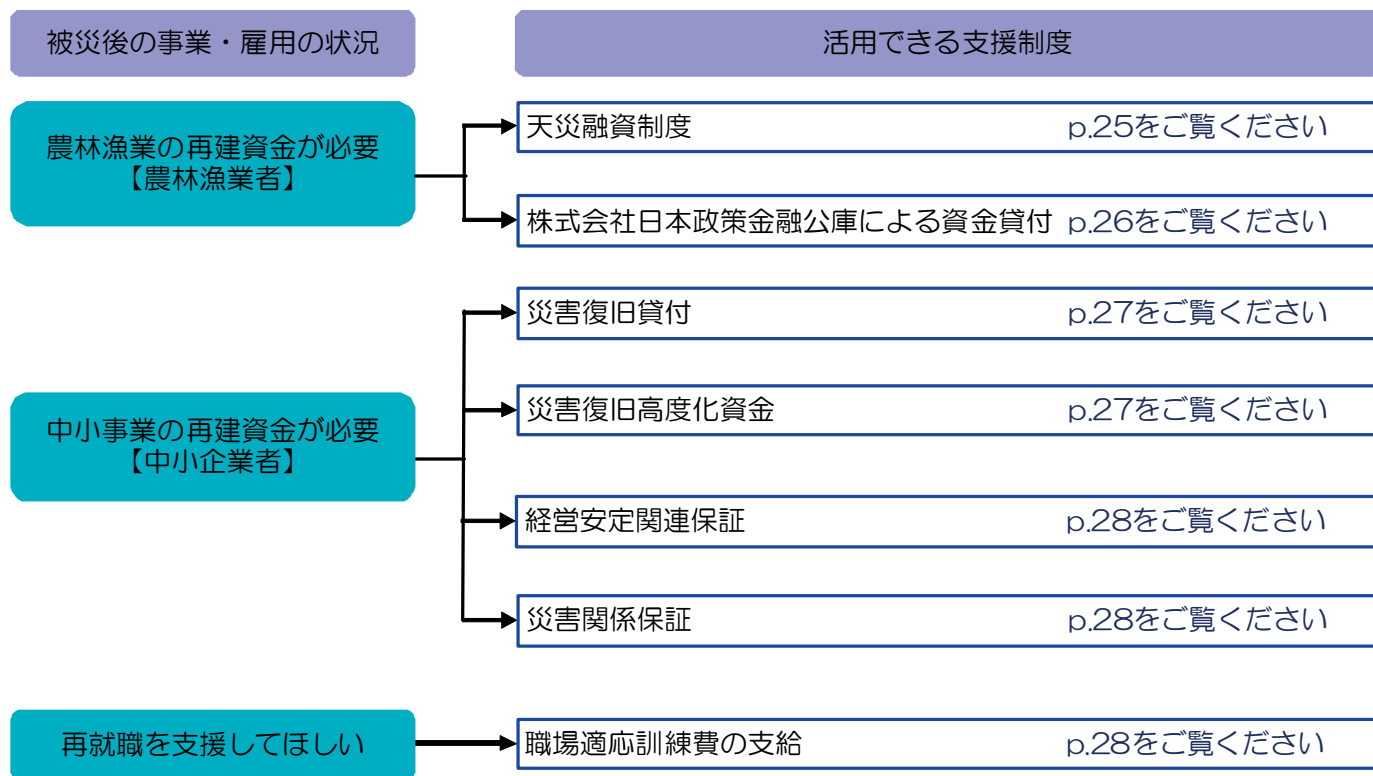 被災後の事業・雇用の状況
活用できる支援制度
農林漁業の再建資金が必要
【農林漁業者】
天災融資制度 p.25をご覧ください
株式会社日本政策金融公庫による資金貸付 p.26をご覧ください
中小事業の再建資金が必要
【中小企業者】
災害復旧貸付 p.27をご覧ください
災害復旧高度化資金 p.27をご覧ください
経営安定関連保証 p.28をご覧ください
災害関係保証 p.28をご覧ください
再就職を支援してほしい
職場適応訓練費の支給 p.28をご覧ください